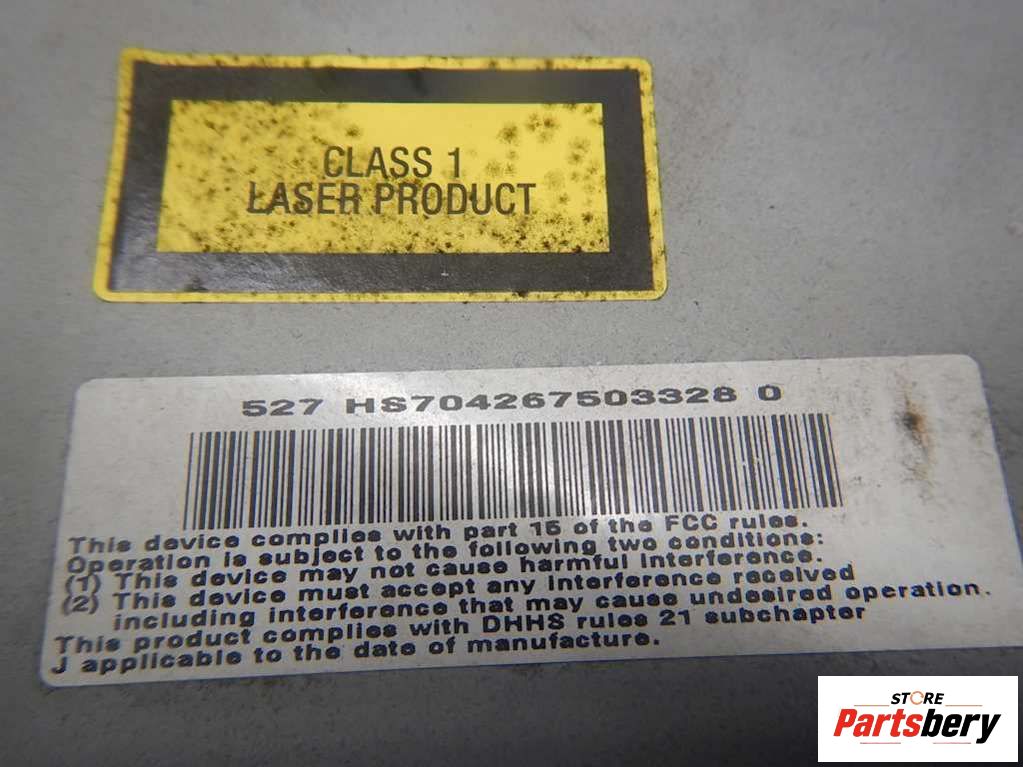 CLASS 1
LASER PRODUCT
527 HS704267503328 0
This device complies with part 15 of the FCC rules.
Operation is subject to the following two conditions:
(1) This device may not cause harmful interference.
(2) This device must accept any interference received
including interference that may cause undesired operation.
This product complies with DHHS rules 21 subchapter
J applicable to the date of manufacture.
STORE
Partsbery